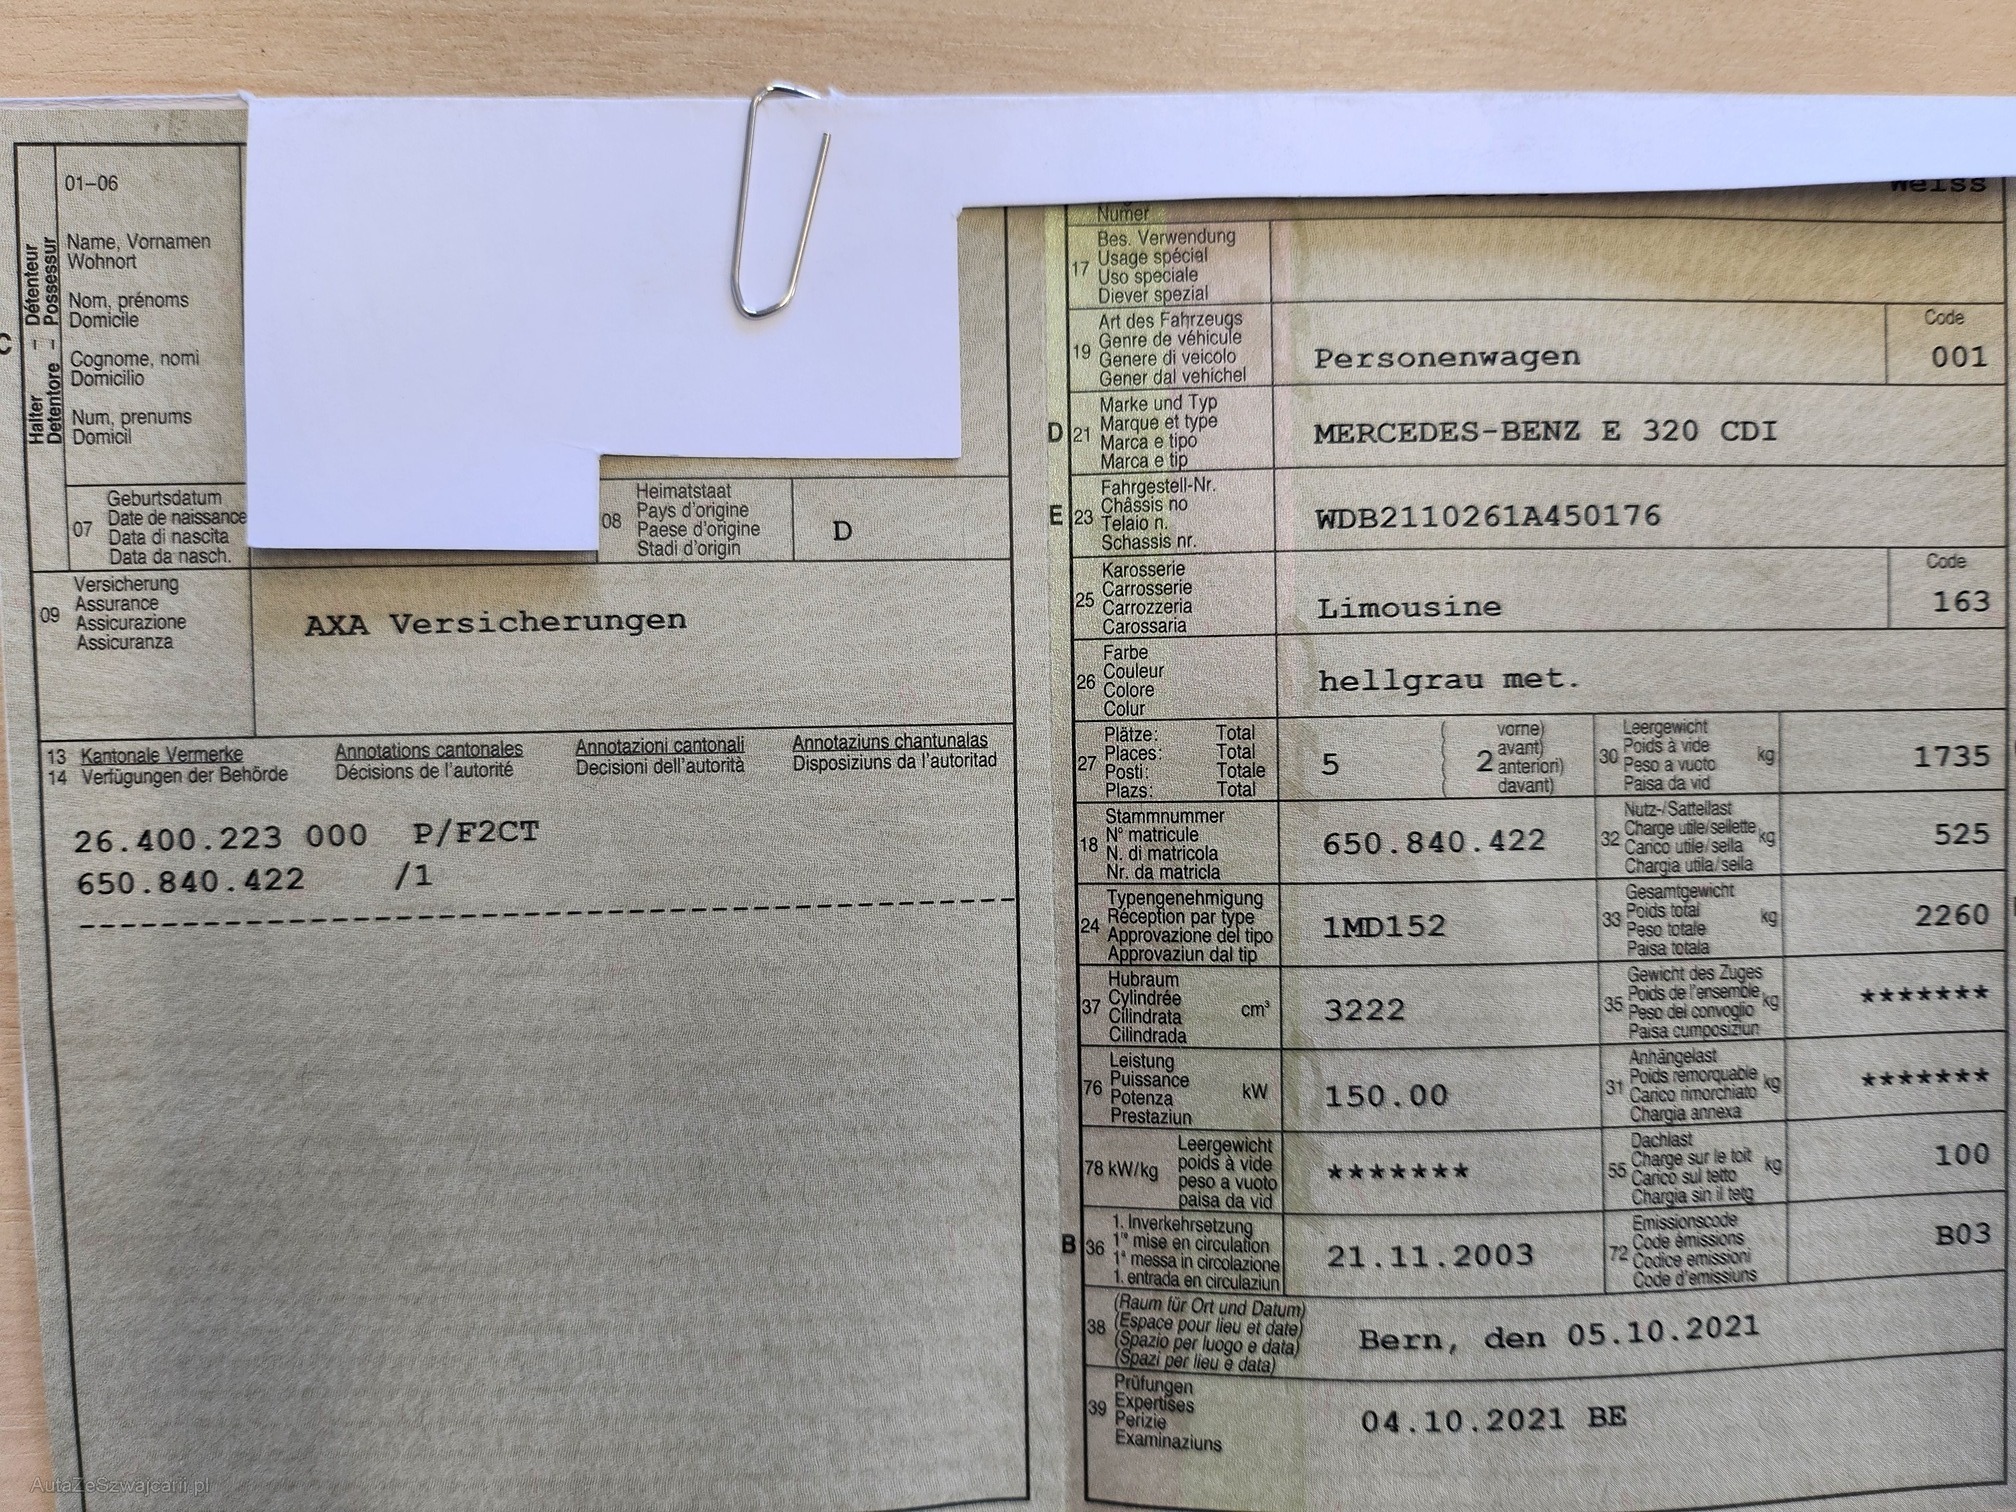 C
Halter – Détenteur
Detentore – Possessur
01–06
Name, Vornamen
Wohnort
Nom, prénoms
Domicile
Cognome, nomi
Domicilio
Num, prenums
Domicil
07
Geburtsdatum
Date de naissance
Data di nascita
Data da nasch.
08
Heimatstaat
Pays d'origine
Paese d'origine
Stadi d'origin
D
09
Versicherung
Assurance
Assicurazione
Assicuranza
AXA Versicherungen
13 Kantonale Vermerke Annotations cantonales Annotazioni cantonali Annotaziuns chantunalas
14 Verfügungen der Behörde Décisions de l'autorité Decisioni dell'autorità Disposiziuns da l'autoritad
26.400.223 000 P/F2CT
650.840.422 /1
Weiss
Numer
17
Bes. Verwendung
Usage spécial
Uso speciale
Diever spezial
19
Art des Fahrzeugs
Genre de véhicule
Genere di veicolo
Gener dal vehichel
Personenwagen
Code
001
D 21
Marke und Typ
Marque et type
Marca e tipo
Marca e tip
MERCEDES-BENZ E 320 CDI
E 23
Fahrgestell-Nr.
Châssis no
Telaio n.
Schassis nr.
WDB2110261A450176
25
Karosserie
Carrosserie
Carrozzeria
Carossaria
Limousine
Code
163
26
Farbe
Couleur
Colore
Colur
hellgrau met.
27
Plätze: Total
Places: Total
Posti: Totale
Plazs: Total
5
2
vorne)
avant)
anteriori)
davant)
30
Leergewicht
Poids à vide
Peso a vuoto
Paisa da vid
kg
1735
18
Stammnummer
N° matricule
N. di matricola
Nr. da matricla
650.840.422
32
Nutz-/Sattellast
Charge utile/sellette
Carico utile/sella
Chargia utila/sella
kg
525
24
Typengenehmigung
Réception par type
Approvazione del tipo
Approvaziun dal tip
1MD152
33
Gesamtgewicht
Poids total
Peso totale
Paisa totala
kg
2260
37
Hubraum
Cylindrée
Cilindrata
Cilindrada
cm³
3222
35
Gewicht des Zuges
Poids de l'ensemble
Peso del convoglio
Paisa cumposiziun
kg
*******
76
Leistung
Puissance
Potenza
Prestaziun
kW
150.00
31
Anhängelast
Poids remorquable
Carico rimorchiato
Chargia annexa
kg
*******
78 kW/kg
Leergewicht
poids à vide
peso a vuoto
paisa da vid
*******
55
Dachlast
Charge sur le toit
Carico sul tetto
Chargia sin il tetg
kg
100
B 36
1. Inverkehrsetzung
1re mise en circulation
1a messa in circolazione
1. entrada en circulaziun
21.11.2003
72
Emissionscode
Code émissions
Codice emissioni
Code d'emissiuns
B03
38
(Raum für Ort und Datum)
(Espace pour lieu et date)
(Spazio per luogo e data)
(Spazi per lieu e data)
Bern, den 05.10.2021
39
Prüfungen
Expertises
Perizie
Examinaziuns
04.10.2021 BE
AutaZeSzwajcarii.pl